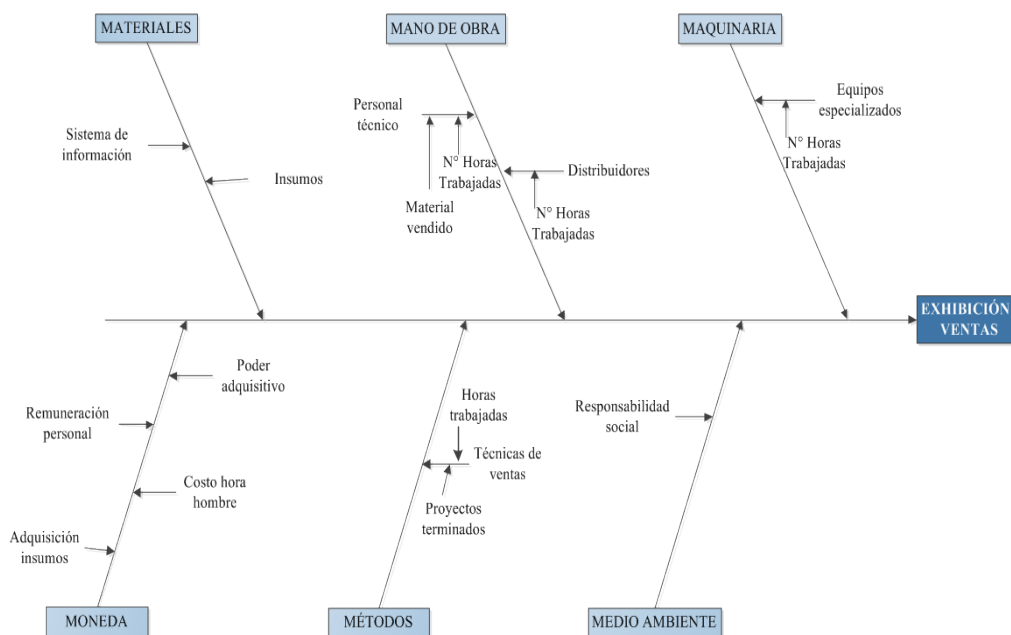 MATERIALES
MANO DE OBRA
MAQUINARIA
Sistema de
información
Insumos
Personal
técnico
N° Horas
Trabajadas
Material
vendido
Distribuidores
N° Horas
Trabajadas
Equipos
especializados
N° Horas
Trabajadas
EXHIBICIÓN
VENTAS
Poder
adquisitivo
Remuneración
personal
Costo hora
hombre
Adquisición
insumos
Horas
trabajadas
Técnicas de
ventas
Proyectos
terminados
Responsabilidad
social
MONEDA
MÉTODOS
MEDIO AMBIENTE